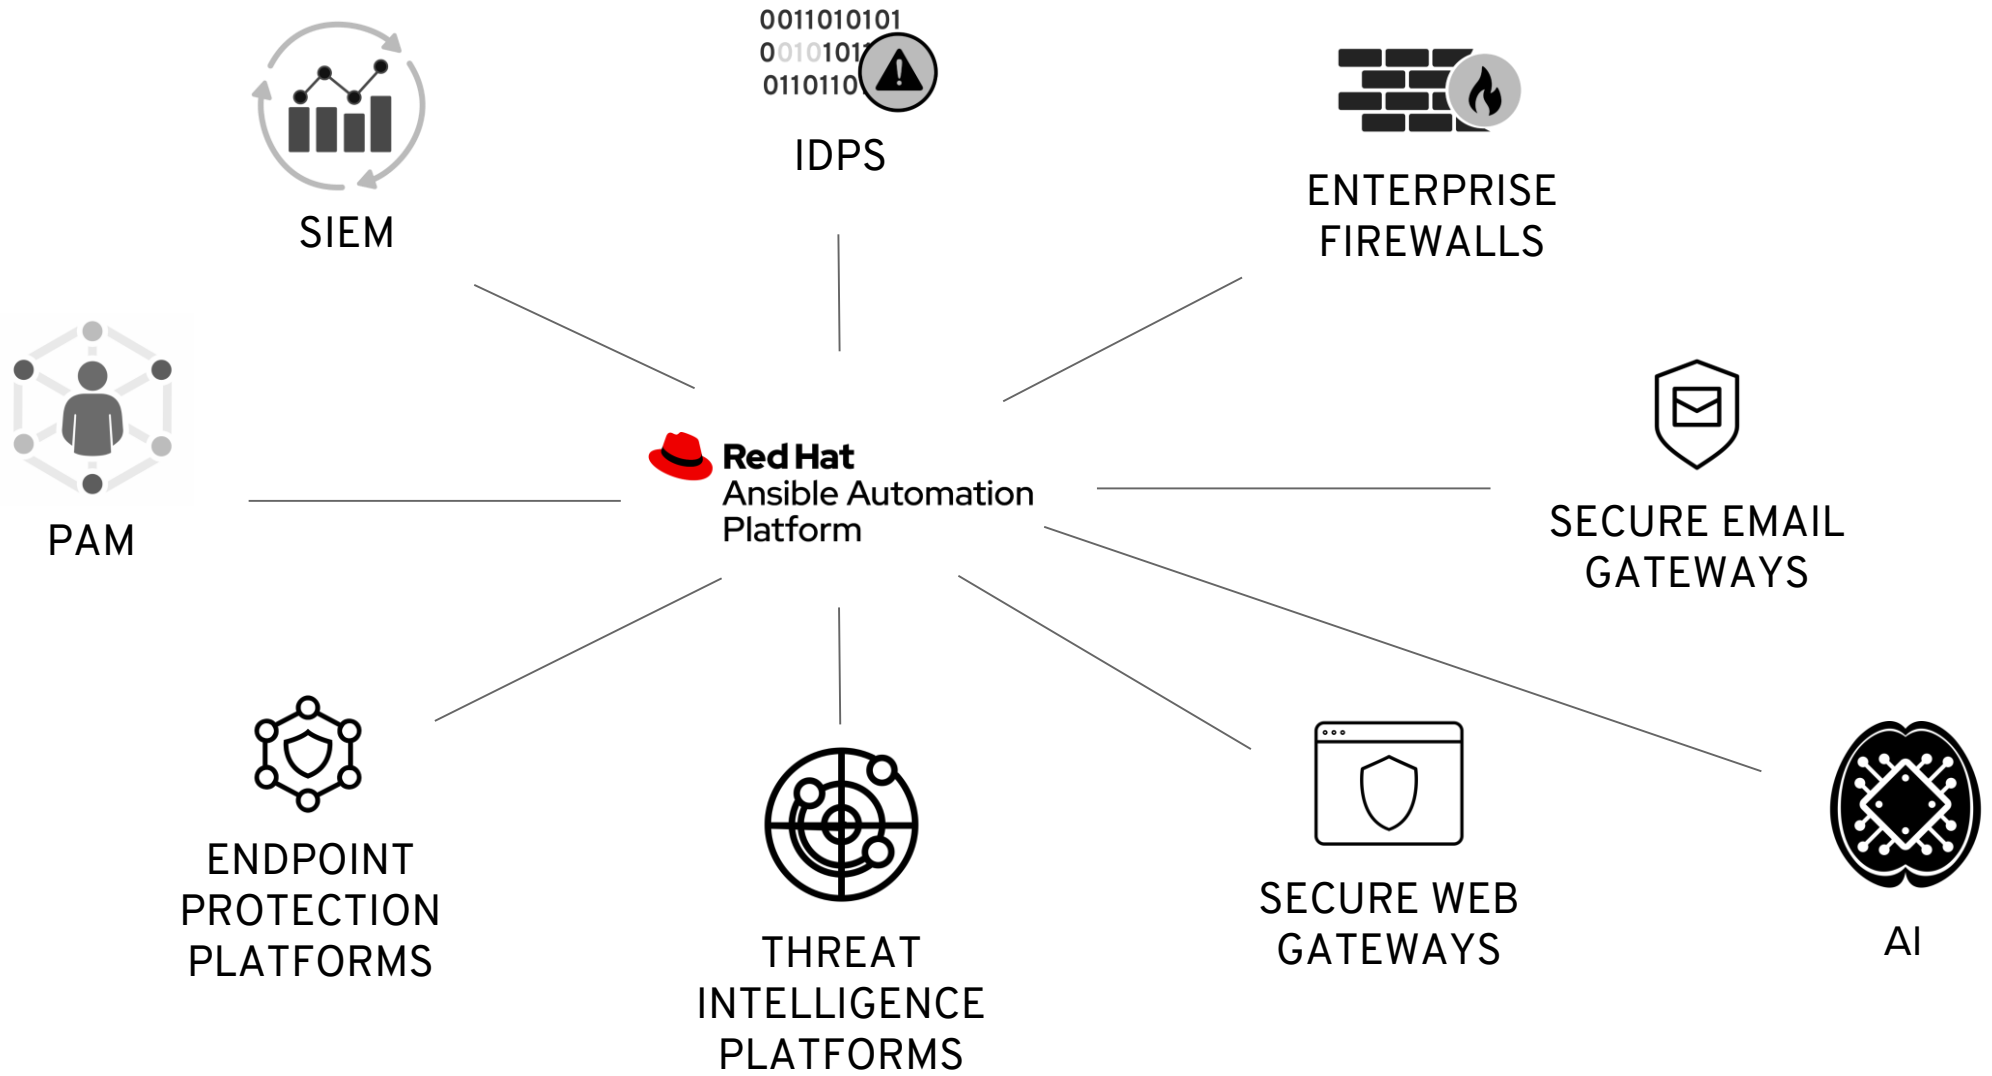 0011010101
0010101
0110110
IDPS
SIEM
ENTERPRISE
FIREWALLS
PAM
Red Hat
Ansible Automation
Platform
SECURE EMAIL
GATEWAYS
ENDPOINT
PROTECTION
PLATFORMS
THREAT
INTELLIGENCE
PLATFORMS
SECURE WEB
GATEWAYS
AI